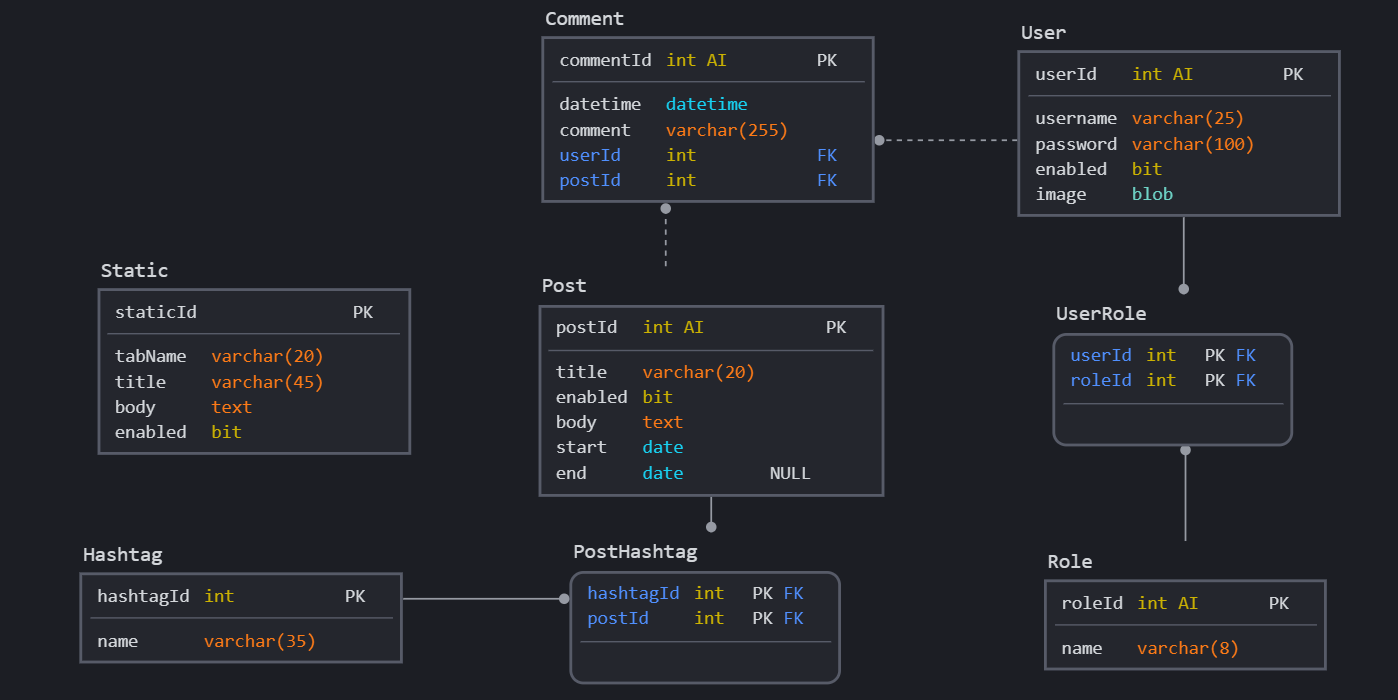 Comment
commentId int AI PK
datetime datetime
comment varchar(255)
userId int FK
postId int FK
User
userId int AI PK
username varchar(25)
password varchar(100)
enabled bit
image blob
Static
staticId PK
tabName varchar(20)
title varchar(45)
body text
enabled bit
Post
postId int AI PK
title varchar(20)
enabled bit
body text
start date
end date NULL
UserRole
userId int PK FK
roleId int PK FK
Hashtag
hashtagId int PK
name varchar(35)
PostHashtag
hashtagId int PK FK
postId int PK FK
Role
roleId int AI PK
name varchar(8)